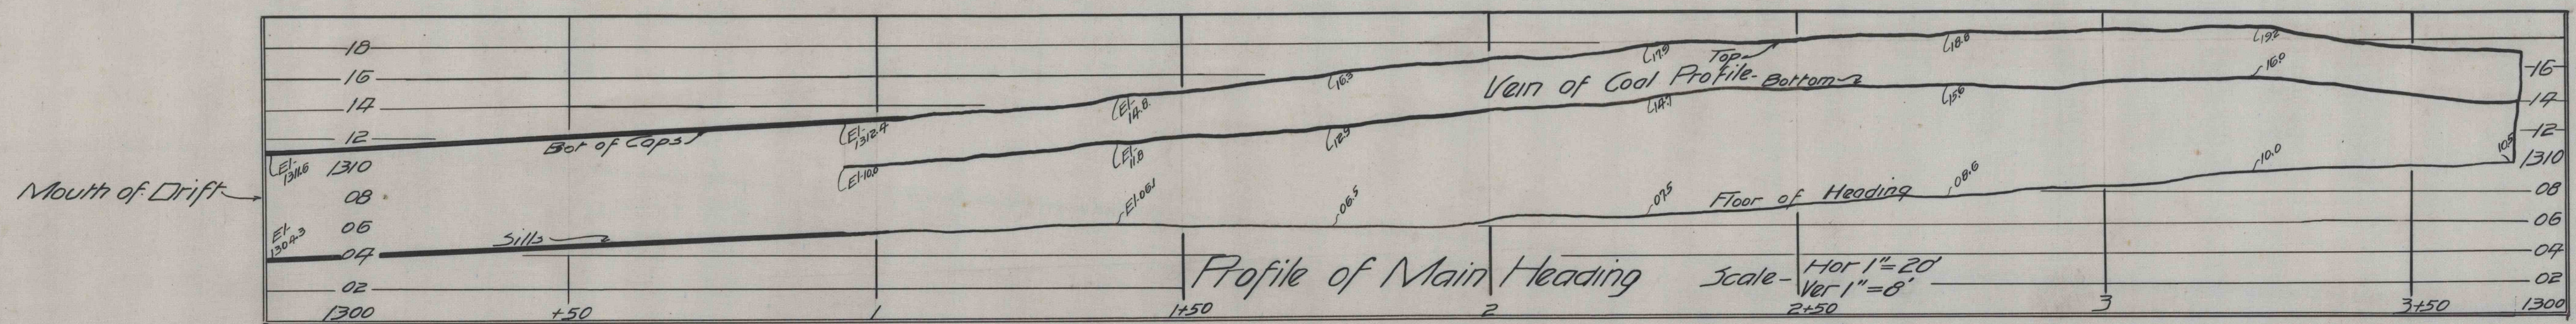 18
16
14
12
1310
08
06
04
02
1300
Mouth of Drift
El-
1311.6
El-
1304.3
Bot of Caps
Sills
El-
1312.4
El-10.0
El-
14.8
El-
11.8
El-06.1
16.3
12.9
06.5
17.9
Top
Vein of Coal Profile-Bottom
14.1
07.5
Floor of Heading
18.8
15.6
08.6
19.2
16.0
10.0
10.5
16
14
12
1310
08
06
04
02
1300
Profile of Main Heading
Scale-
Hor 1"=20'
Ver 1"=8'
+50
1
1+50
2
2+50
3
3+50